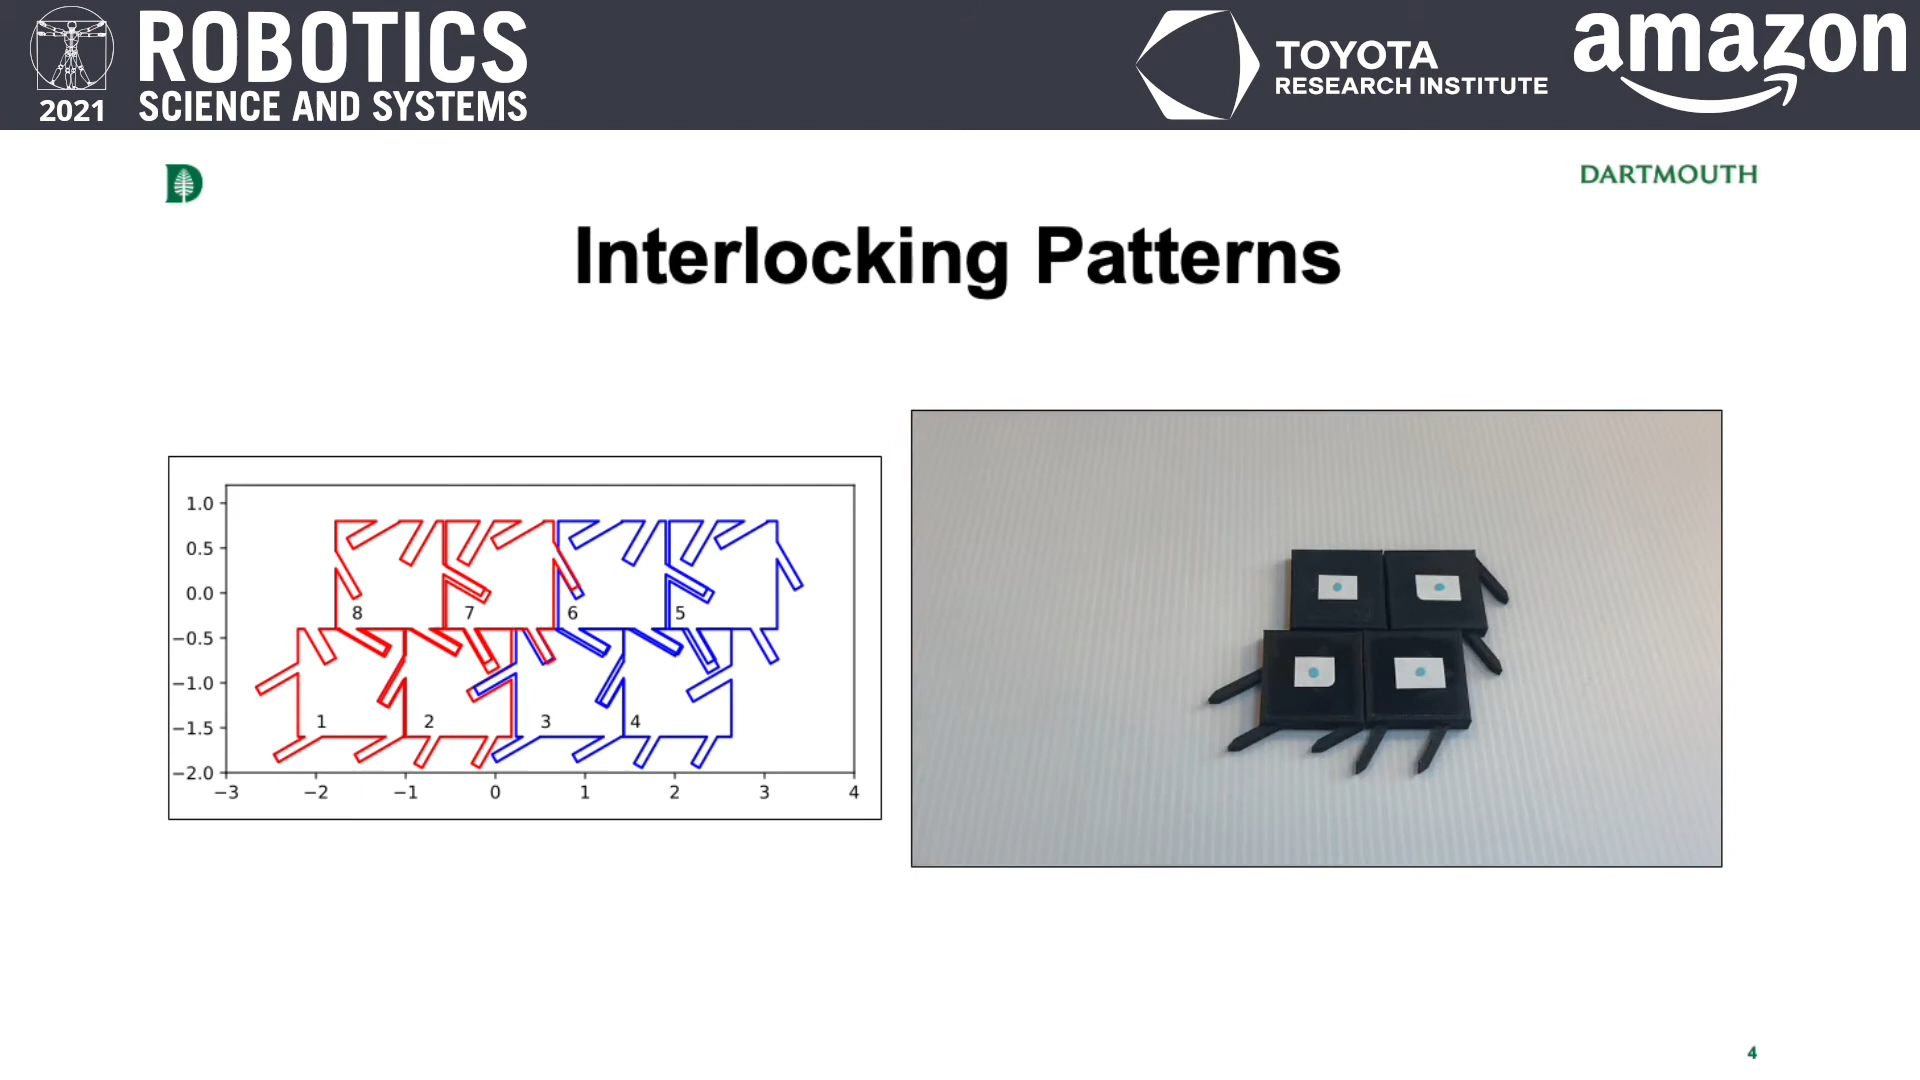 ROBOTICS
SCIENCE AND SYSTEMS
2021
TOYOTA
RESEARCH INSTITUTE
amazon
D
DARTMOUTH
Interlocking Patterns
1.0
0.5
0.0
−0.5
−1.0
−1.5
−2.0
8 7 6 5
1 2 3 4
−3 −2 −1 0 1 2 3 4
4